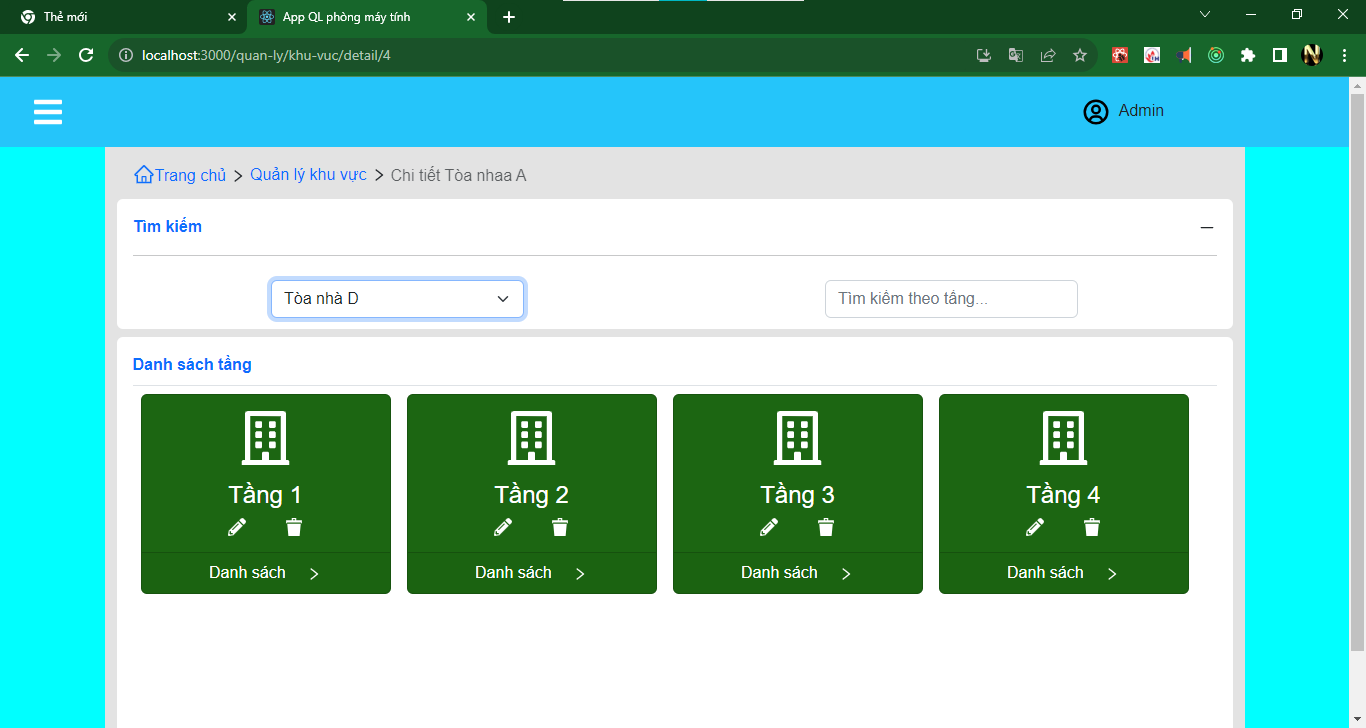 Thẻ mới
App QL phòng máy tính
localhost:3000/quan-ly/khu-vuc/detail/4
Admin
Trang chủ > Quản lý khu vực > Chi tiết Tòa nhaa A
Tìm kiếm
Tòa nhà D
Tìm kiếm theo tầng...
Danh sách tầng
Tầng 1 Tầng 2 Tầng 3 Tầng 4
Danh sách > Danh sách > Danh sách > Danh sách >